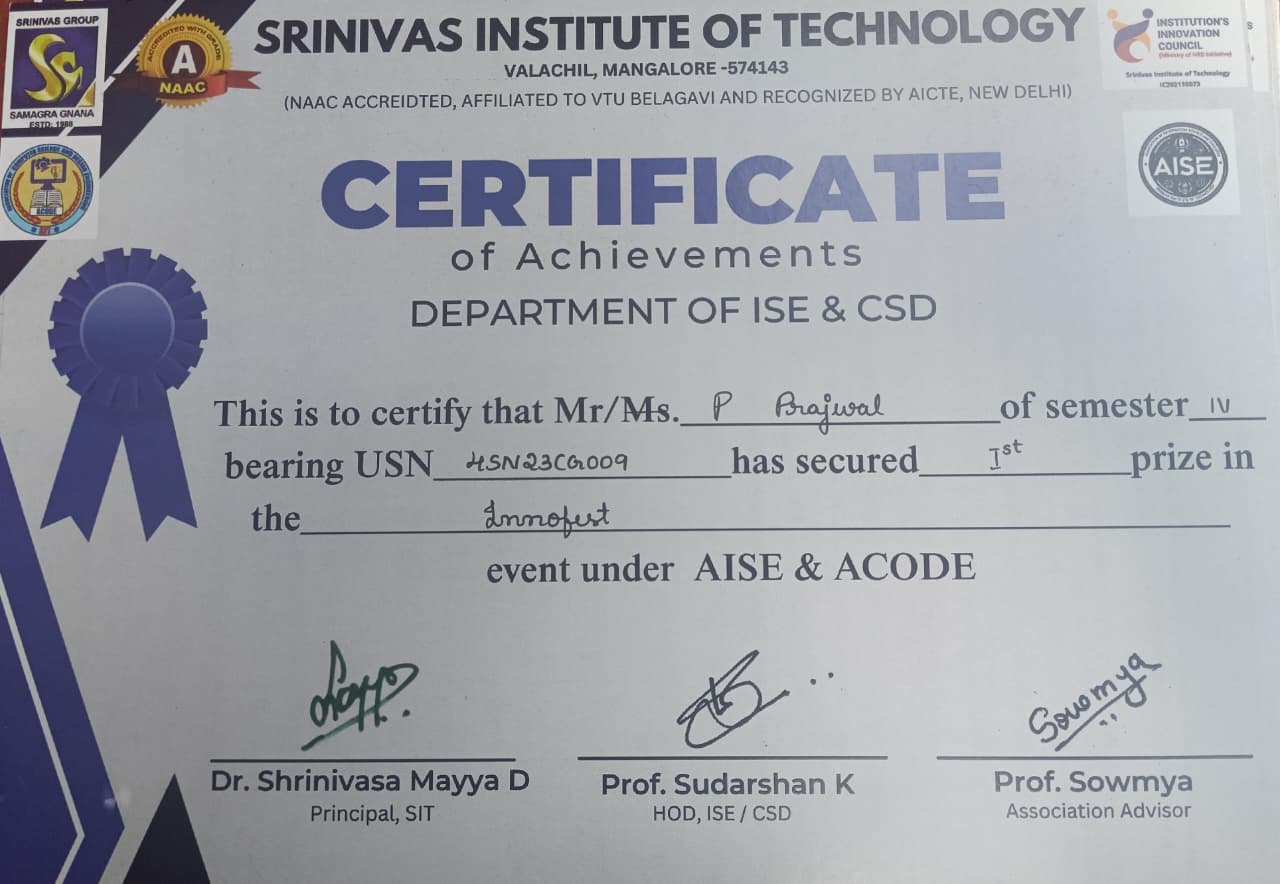 SRINIVAS GROUP
SAMAGRA GNANA
ESTD: 1988
ACCREDITED WITH GRADE
A
NAAC
SRINIVAS INSTITUTE OF TECHNOLOGY
VALACHIL, MANGALORE -574143
(NAAC ACCREIDTED, AFFILIATED TO VTU BELAGAVI AND RECOGNIZED BY AICTE, NEW DELHI)
INSTITUTION'S
INNOVATION
COUNCIL
(Ministry of HRD Initiative)
Srinivas Institute of Technology
ACODE
AISE
CERTIFICATE
of Achievements
DEPARTMENT OF ISE & CSD
This is to certify that Mr/Ms. P Prajwal of semester IV
bearing USN 4SN23CG009 has secured Ist prize in
the Innofest
event under AISE & ACODE
Sowmya
Dr. Shrinivasa Mayya D Prof. Sudarshan K Prof. Sowmya
Principal, SIT HOD, ISE / CSD Association Advisor